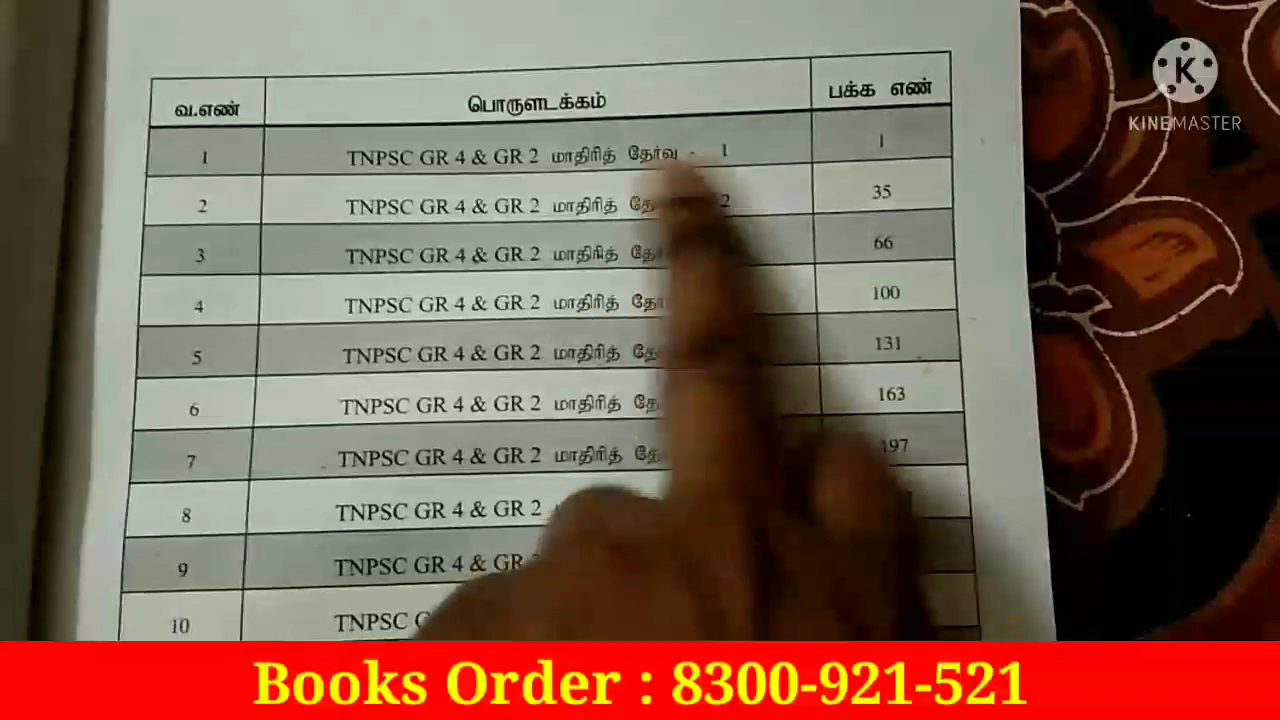 KINEMASTER
வ.எண் பொருளடக்கம் பக்க எண்
1 TNPSC GR 4 & GR 2 மாதிரித் தேர்வு - 1 1
2 TNPSC GR 4 & GR 2 மாதிரித் 2 35
3 TNPSC GR 4 & GR 2 மாதிரித் 66
4 TNPSC GR 4 & GR 2 மாதிரித் 100
5 TNPSC GR 4 & GR 2 மாதிரித் 131
6 TNPSC GR 4 & GR 2 மாதிரித் 163
7 TNPSC GR 4 & GR 2 மாதிரித் 197
8 TNPSC GR 4 & GR 2
9 TNPSC GR 4 & GR
10 TNPSC
Books Order : 8300-921-521